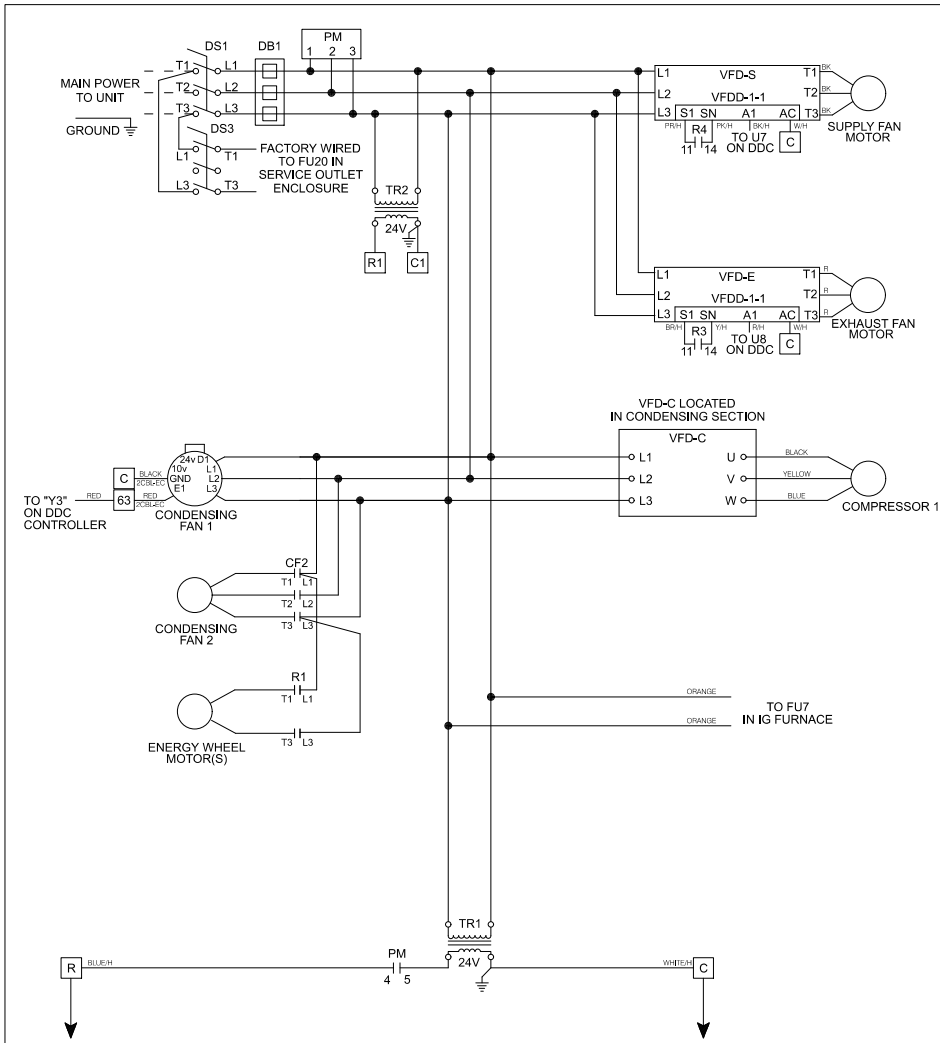 DS1 DB1 PM
1 2 3
MAIN POWER
TO UNIT
T1 L1
T2 L2
T3 L3
GROUND
DS3
L1 T1
L3 T3
FACTORY WIRED
TO FU20 IN
SERVICE OUTLET
ENCLOSURE
TR2
24V
R1 C1
L1 VFD-S T1 BK
L2 VFDD-1-1 T2 BK
L3 S1 SN A1 AC T3 BK
PR/H PK/H BK/H W/H
R4
11 14
TO U7
ON DDC
C
SUPPLY FAN
MOTOR
L1 VFD-E T1 R
L2 VFDD-1-1 T2 R
L3 S1 SN A1 AC T3 R
BR/H Y/H R/H W/H
R3
11 14
TO U8
ON DDC
C
EXHAUST FAN
MOTOR
VFD-C LOCATED
IN CONDENSING SECTION
VFD-C
L1 U BLACK
L2 V YELLOW
L3 W BLUE
COMPRESSOR 1
24v D1
10v L1
GND L2
E1 L3
C BLACK
2CBL-EC
TO "Y3"
ON DDC
CONTROLLER
RED 63 RED
2CBL-EC
CONDENSING
FAN 1
CF2
T1 L1
T2 L2
T3 L3
CONDENSING
FAN 2
R1
T1 L1
T3 L3
ENERGY WHEEL
MOTOR(S)
ORANGE
ORANGE
TO FU7
IN IG FURNACE
TR1
24V
R BLUE/H
PM
4 5
WHITE/H C